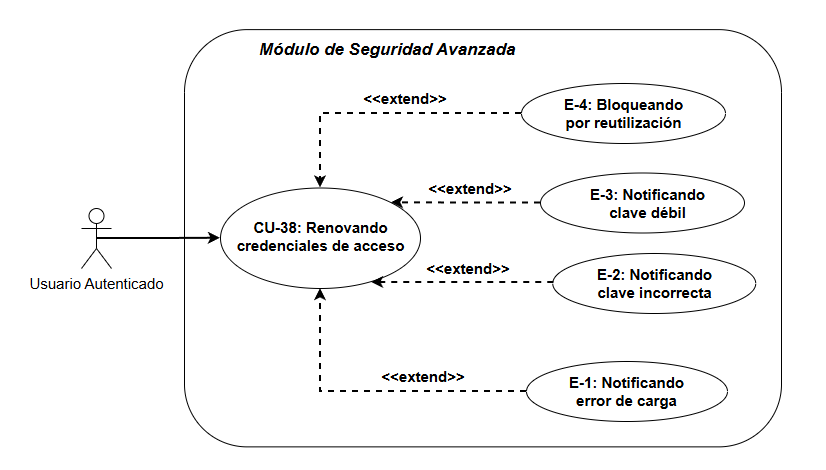 Módulo de Seguridad Avanzada
<<extend>>
E-4: Bloqueando
por reutilización
<<extend>>
E-3: Notificando
clave débil
CU-38: Renovando
credenciales de acceso
Usuario Autenticado
<<extend>>
E-2: Notificando
clave incorrecta
<<extend>>
E-1: Notificando
error de carga